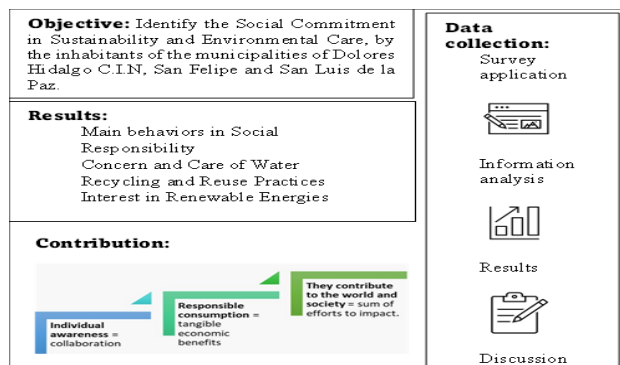 Objective: Identify the Social Commitment
in Sustainability and Environmental Care, by
the inhabitants of the municipalities of Dolores
Hidalgo C.I.N, San Felipe and San Luis de la
Paz.
Results:
Main behaviors in Social
Responsibility
Concern and Care of Water
Recycling and Reuse Practices
Interest in Renewable Energies
Contribution:
Individual
awareness =
collaboration
Responsible
consumption =
tangible
economic
benefits
They contribute
to the world and
society = sum of
efforts to impact.
Data
collection:
Survey
application
Information
analysis
Results
Discussion